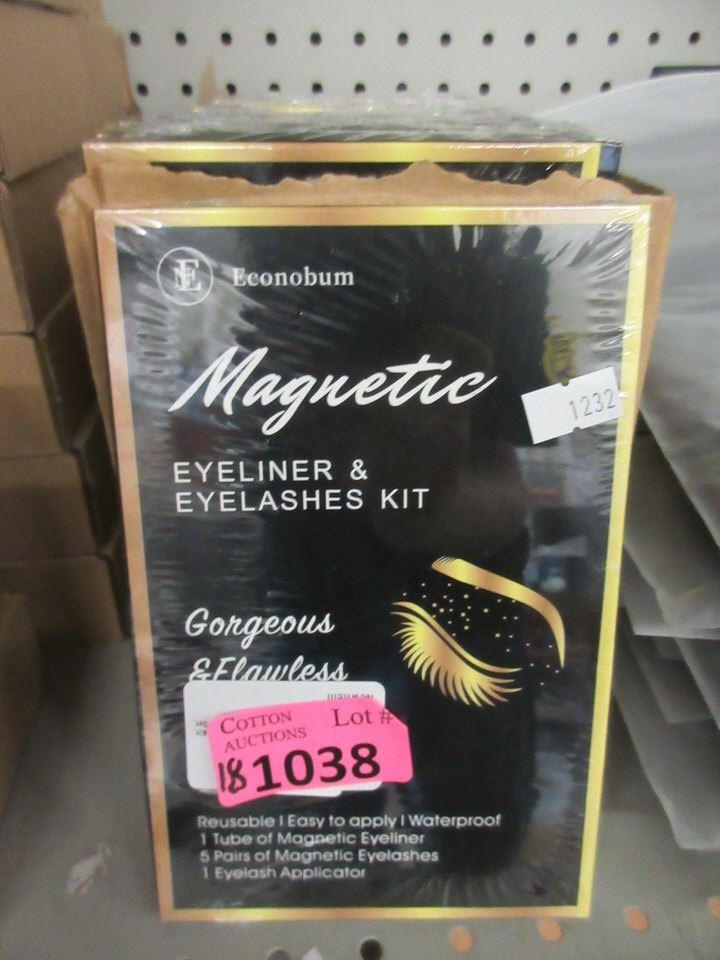 E
Econobum
Magnetic
1232
EYELINER &
EYELASHES KIT
Gorgeous
&Flawless
COTTON
AUCTIONS
Lot #
18 1038
Reusable | Easy to apply | Waterproof
1 Tube of Magnetic Eyeliner
5 Pairs of Magnetic Eyelashes
1 Eyelash Applicator